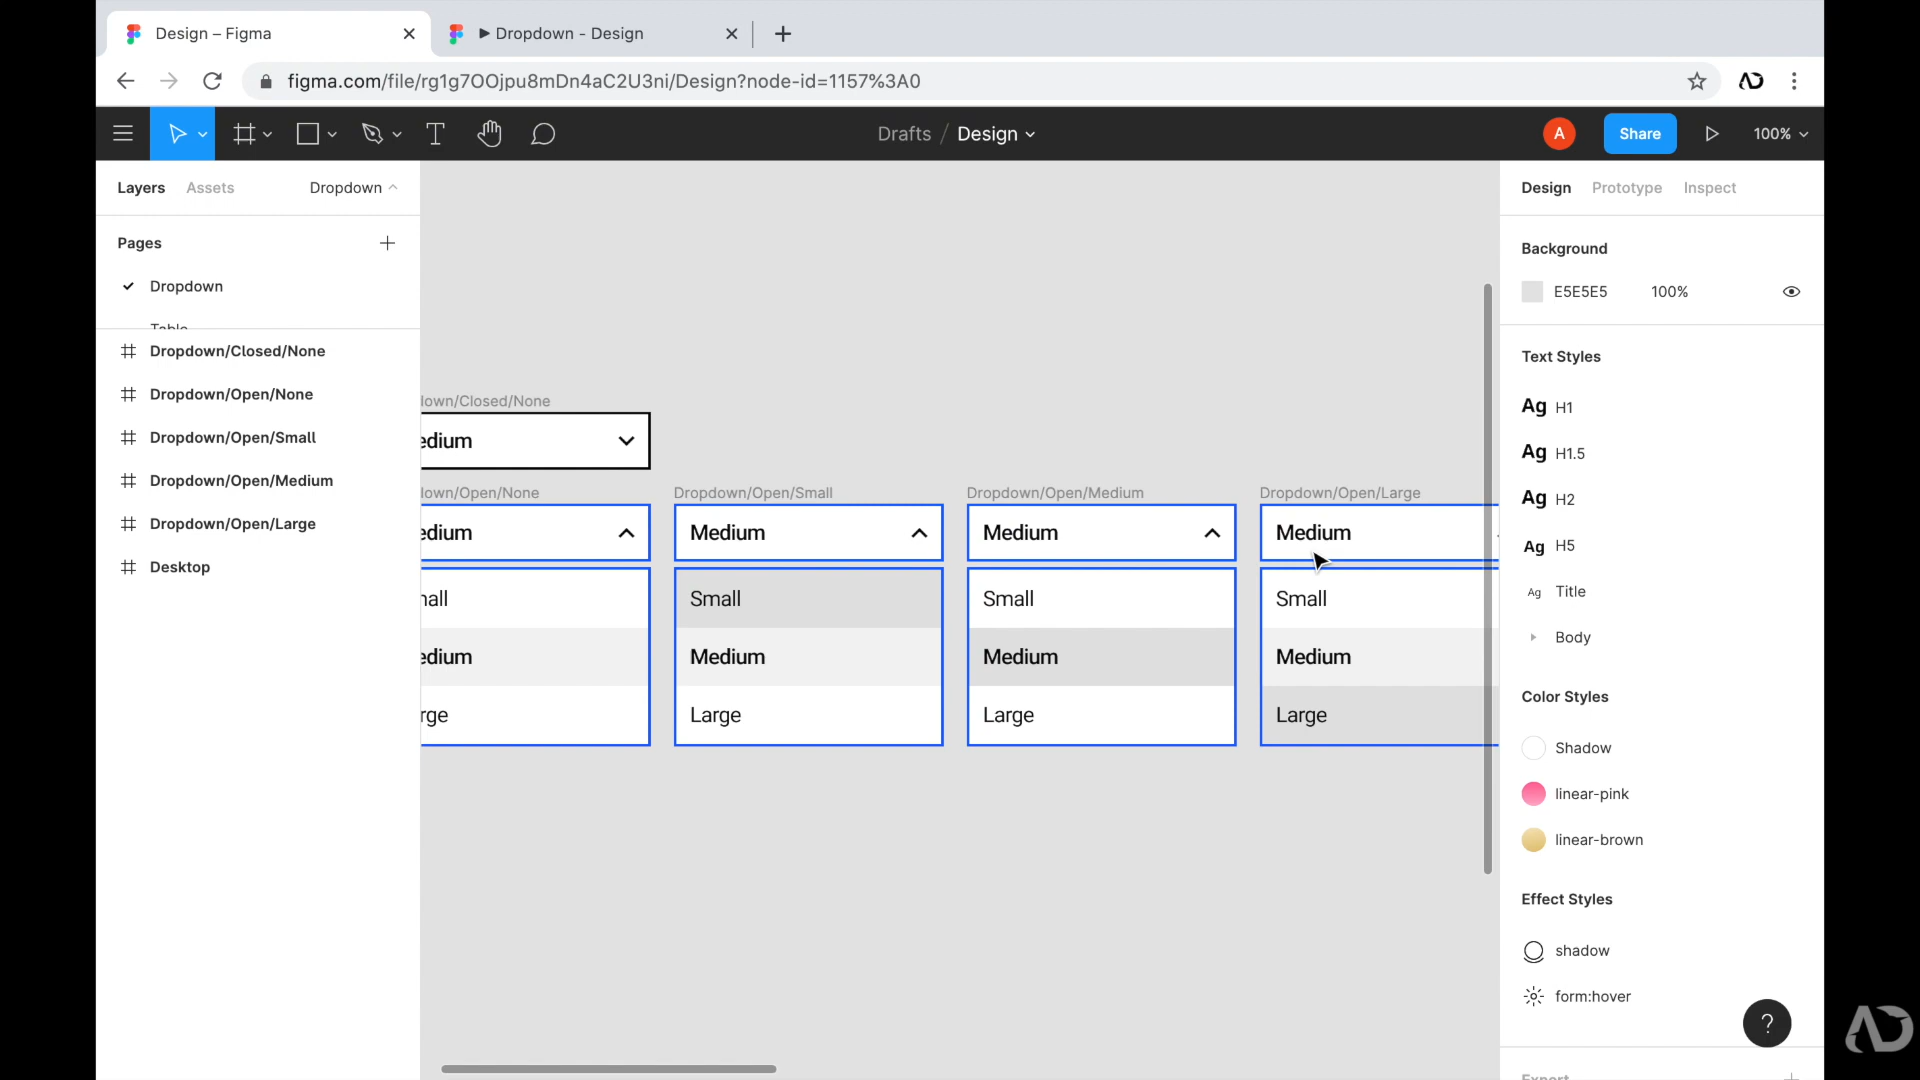 Design – Figma
Dropdown - Design
figma.com/file/rg1g7OOjpu8mDn4aC2U3ni/Design?node-id=1157%3A0
Drafts / Design
A
Share
100%
Layers
Assets
Dropdown
Design
Prototype
Inspect
Pages
Dropdown
Table
Dropdown/Closed/None
Dropdown/Open/None
Dropdown/Open/Small
Dropdown/Open/Medium
Dropdown/Open/Large
Desktop
own/Closed/None
edium
own/Open/None
edium
all
edium
rge
Dropdown/Open/Small
Medium
Small
Medium
Large
Dropdown/Open/Medium
Medium
Small
Medium
Large
Dropdown/Open/Large
Medium
Small
Medium
Large
Background
E5E5E5 100%
Text Styles
Ag H1
Ag H1.5
Ag H2
Ag H5
Ag Title
Body
Color Styles
Shadow
linear-pink
linear-brown
Effect Styles
shadow
form:hover
?
Export